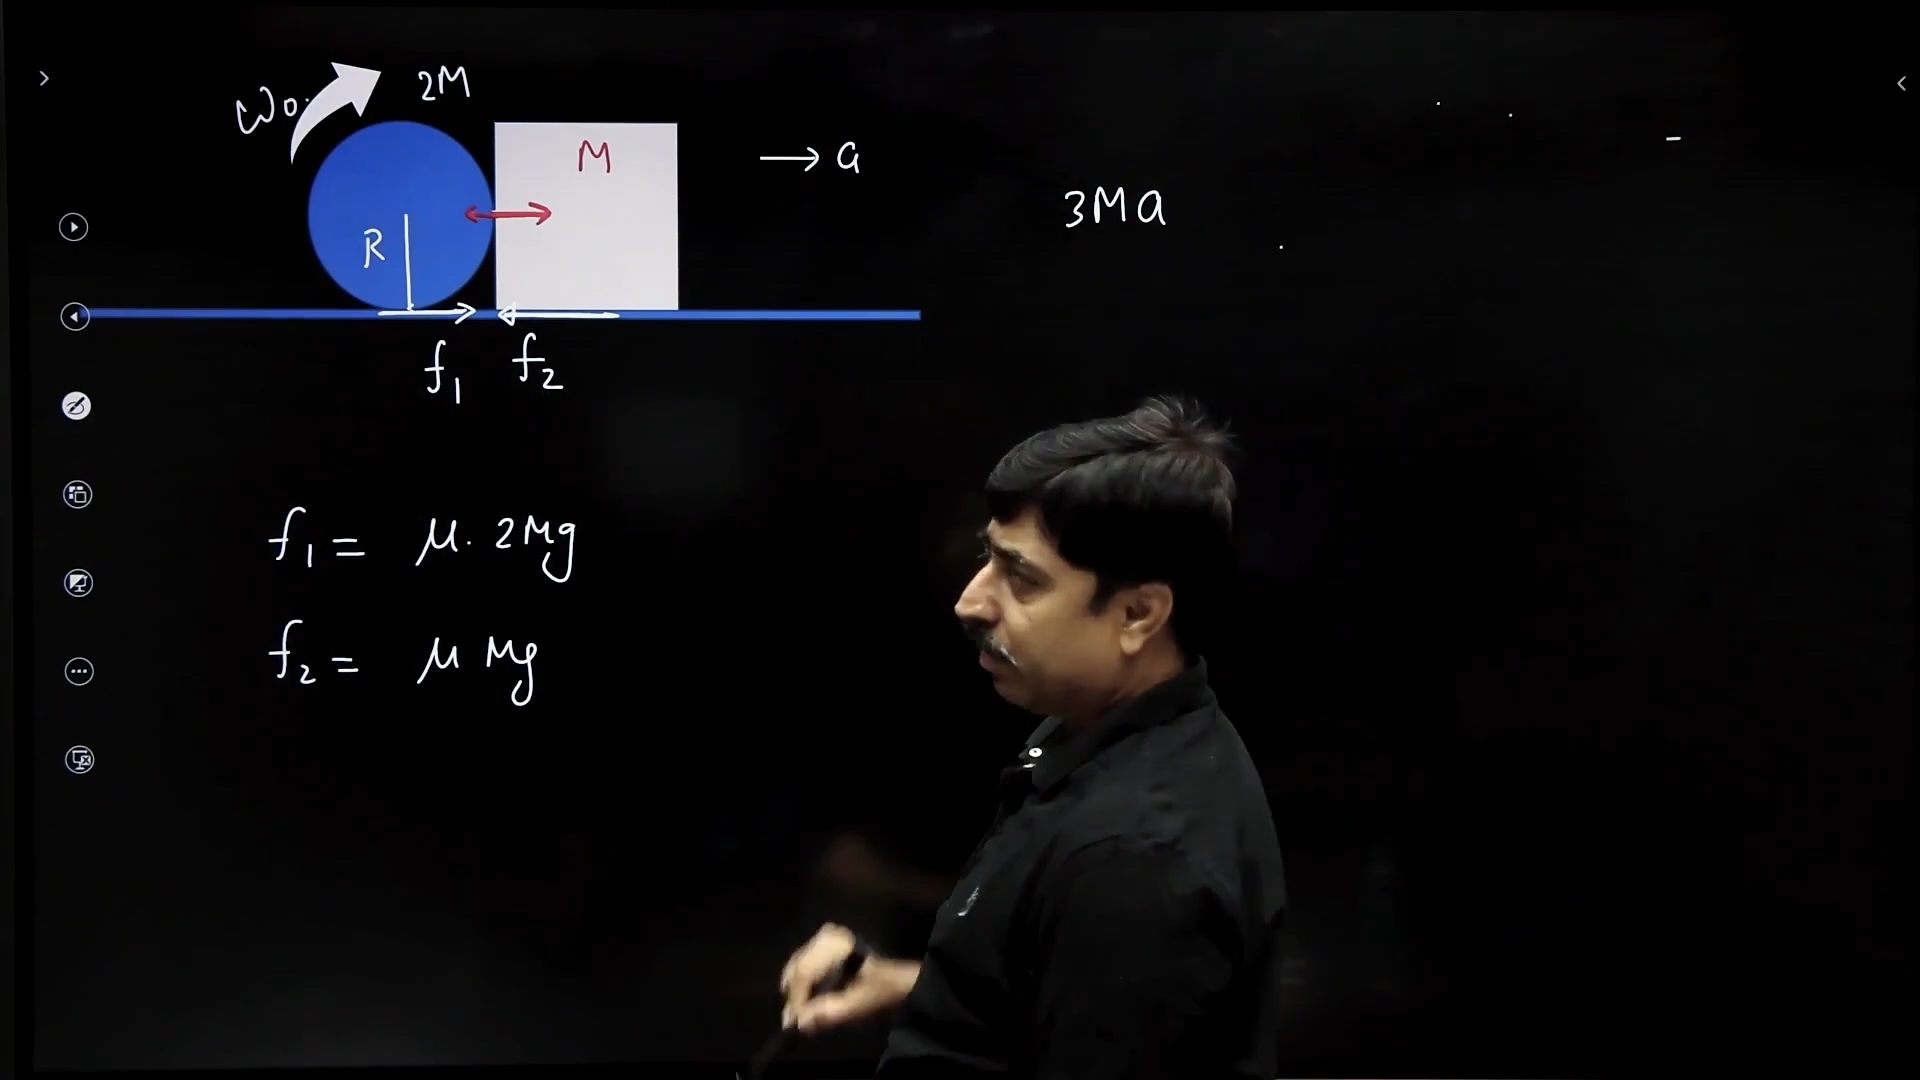 ω₀
2M
M
→ a
3Ma
R
f₁
f₂
f₁ = μ. 2Mg
f₂ = μ Mg